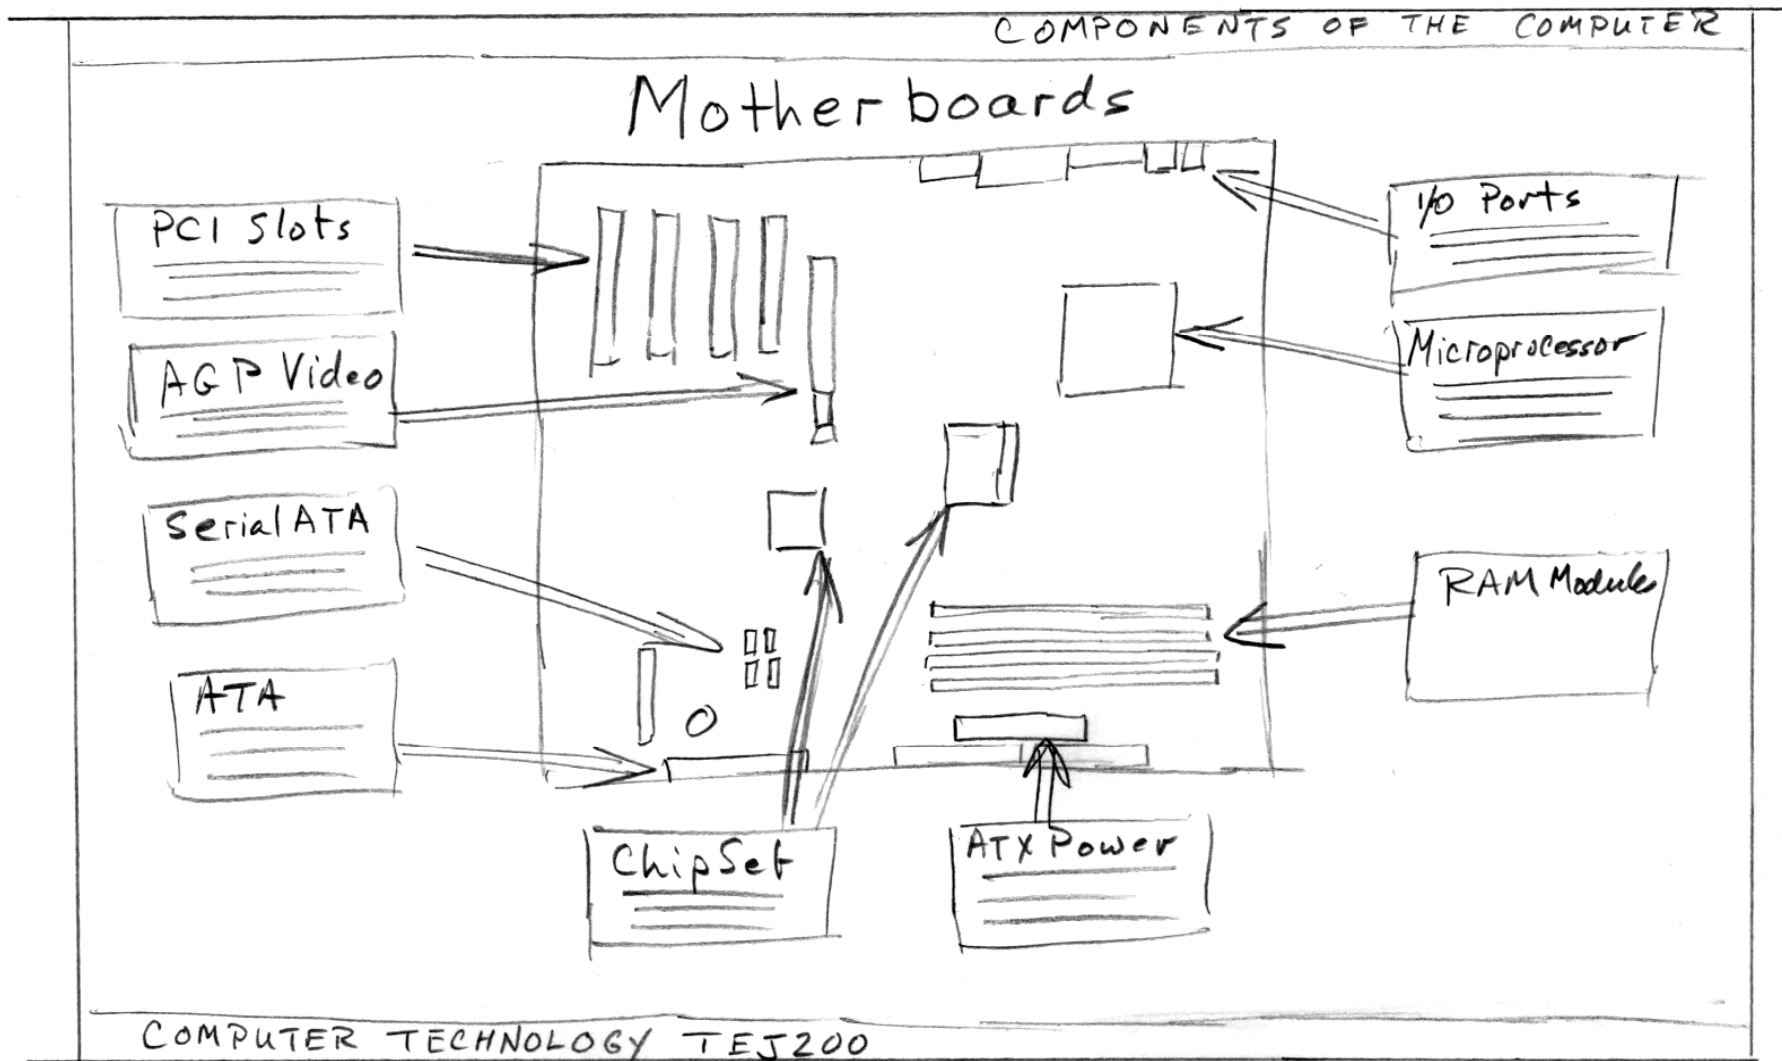 COMPONENTS OF THE COMPUTER
Motherboards
PCI Slots
I/O Ports
AGP Video
Microprocessor
Serial ATA
RAM Modules
ATA
ChipSet
ATX Power
COMPUTER TECHNOLOGY TEJ200